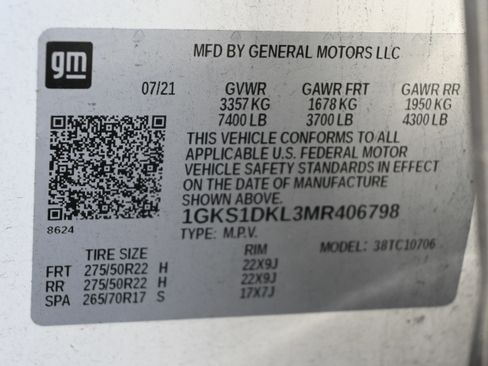 gm
MFD BY GENERAL MOTORS LLC
07/21 GVWR GAWR FRT GAWR RR
3357 KG 1678 KG 1950 KG
7400 LB 3700 LB 4300 LB
THIS VEHICLE CONFORMS TO ALL
APPLICABLE U.S. FEDERAL MOTOR
VEHICLE SAFETY STANDARDS IN EFFECT
ON THE DATE OF MANUFACTURE
SHOWN ABOVE.
1GKS1DKL3MR406798
8624
TYPE: M.P.V. MODEL: 38TC10706
TIRE SIZE RIM
FRT 275/50R22 H 22X9J
RR 275/50R22 H 22X9J
SPA 265/70R17 S 17X7J